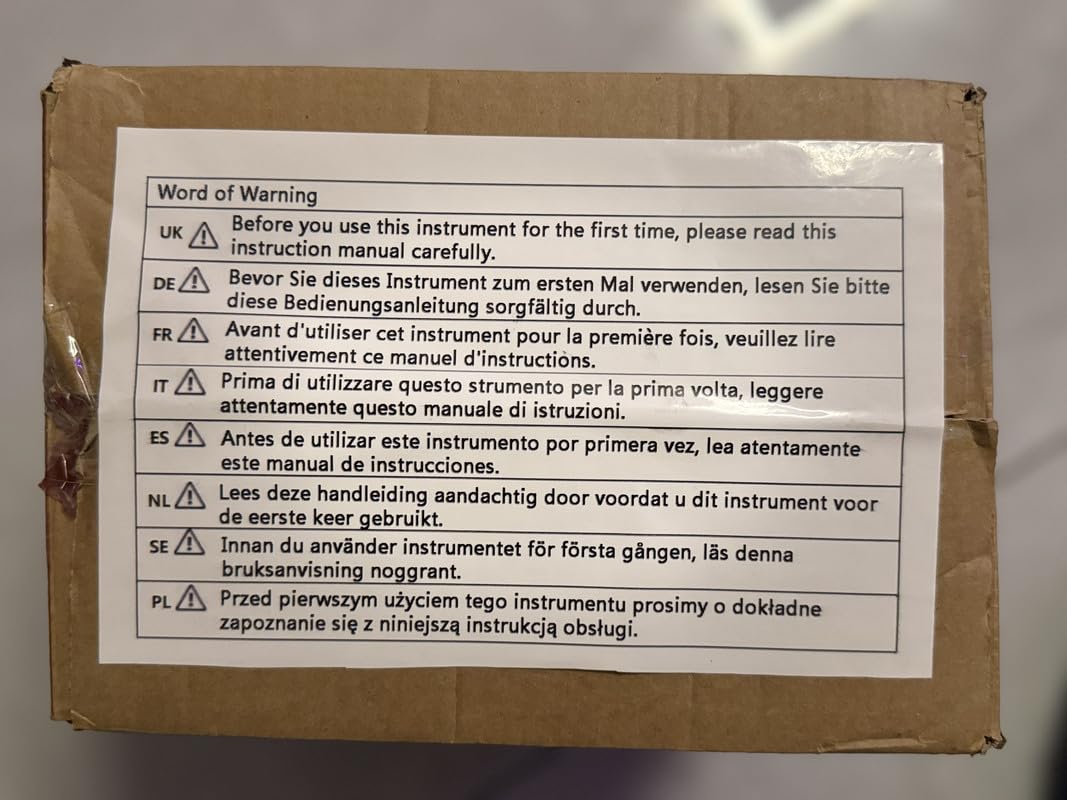 Word of Warning
UK Before you use this instrument for the first time, please read this
instruction manual carefully.
DE Bevor Sie dieses Instrument zum ersten Mal verwenden, lesen Sie bitte
diese Bedienungsanleitung sorgfältig durch.
FR Avant d'utiliser cet instrument pour la première fois, veuillez lire
attentivement ce manuel d'instructions.
IT Prima di utilizzare questo strumento per la prima volta, leggere
attentamente questo manuale di istruzioni.
ES Antes de utilizar este instrumento por primera vez, lea atentamente
este manual de instrucciones.
NL Lees deze handleiding aandachtig door voordat u dit instrument voor
de eerste keer gebruikt.
SE Innan du använder instrumentet för första gången, läs denna
bruksanvisning noggrant.
PL Przed pierwszym użyciem tego instrumentu prosimy o dokładne
zapoznanie się z niniejszą instrukcją obsługi.